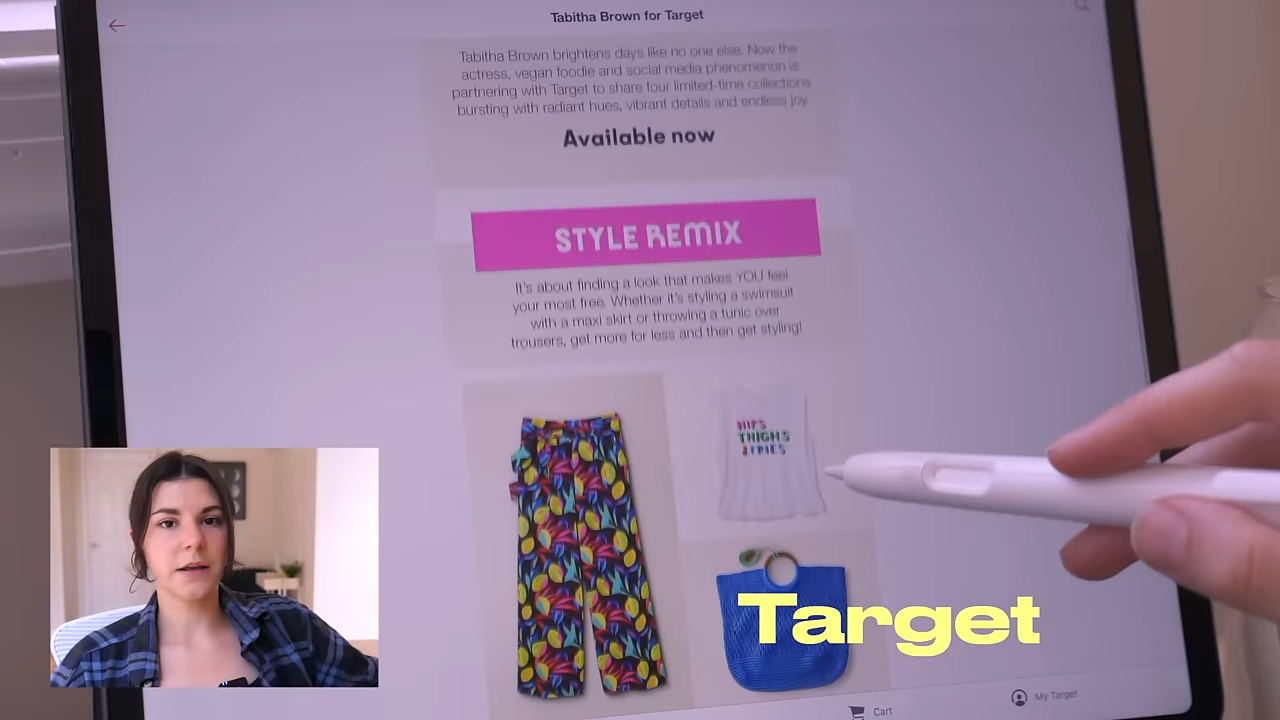 Tabitha Brown for Target
Tabitha Brown brightens days like no one else. Now the
actress, vegan foodie and social media phenomenon is
partnering with Target to share four limited-time collections
bursting with radiant hues, vibrant details and endless joy.
Available now
STYLE REMIX
It's about finding a look that makes YOU feel
your most free. Whether it's styling a swimsuit
with a maxi skirt or throwing a tunic over
trousers, get more for less and then get styling!
HIPS
THIGHS
& FRIES
Target
Cart
My Target